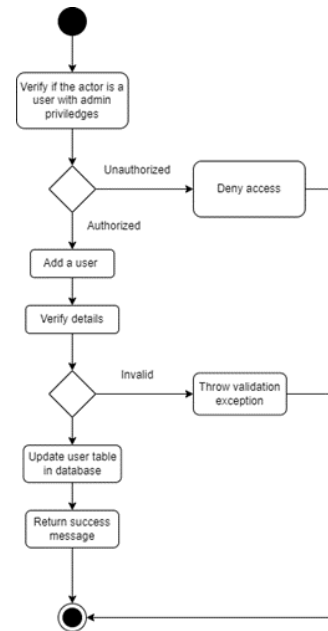 Verify if the actor is a
user with admin
priviledges
Unauthorized
Deny access
Authorized
Add a user
Verify details
Invalid
Throw validation
exception
Update user table
in database
Return success
message